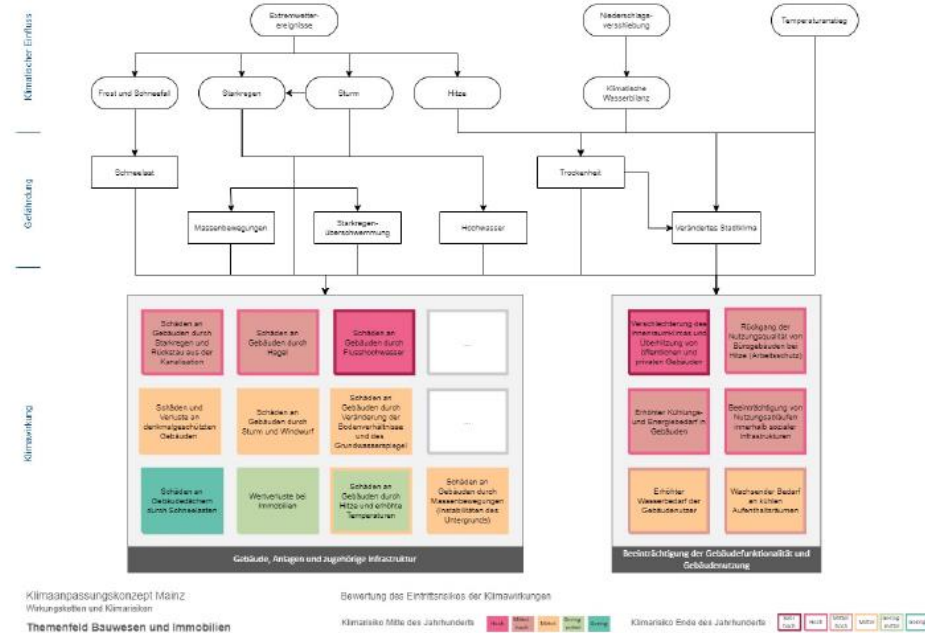 Klimatischer Einfluss
Extremwetter-
ereignisse
Niederschlags-
verschiebung
Temperaturanstieg
Frost und Schneefall
Starkregen
Sturm
Hitze
Klimatische
Wasserbilanz
Gefährdung
Schneelast
Trockenheit
Massenbewegungen
Starkregen-
überschwemmung
Hochwasser
Verändertes Stadtklima
Klimawirkung
Schäden an
Gebäuden durch
Starkregen und
Rückstau aus der
Kanalisation
Schäden an
Gebäuden durch
Hagel
Schäden an
Gebäuden durch
Flusshochwasser
...
Verschlechterung des
Innenraum-Klimas und
Überhitzung von
öffentlichen und
privaten Gebäuden
Rückgang der
Nutzungsqualität von
Bürogebäuden bei
Hitze (Arbeitsschutz)
Schäden und
Verluste an
denkmalgeschützten
Gebäuden
Schäden an
Gebäuden durch
Sturm und Windwurf
Schäden an
Gebäuden durch
Veränderung der
Bodenverhältnisse
und des
Grundwasserspiegel
...
Erhöhter Kühlungs-
und Energiebedarf in
Gebäuden
Beeinträchtigung von
Nutzungsabläufen
innerhalb sozialer
Infrastrukturen
Schäden an
Gebäudedächern
durch Schneelasten
Wertverluste bei
Immobilien
Schäden an
Gebäuden durch
Hitze und erhöhte
Temperaturen
Schäden an
Gebäuden durch
Massenbewegungen
(Instabilitäten des
Untergrunds)
Erhöhter
Wasserbedarf der
Gebäudenutzer
Wachsender Bedarf
an kühlen
Aufenthaltsräumen
Gebäude, Anlagen und zugehörige Infrastruktur
Beeinträchtigung der Gebäudefunktionalität und
Gebäudenutzung
Klimaanpassungskonzept Mainz
Wirkungsketten und Klimarisiken
Themenfeld Bauwesen und Immobilien
Bewertung des Eintrittsrisikos der Klimawirkungen
Klimarisiko Mitte des Jahrhunderts
Hoch
Mittel-
hoch
Mittel
Gering-
mittel
Gering
Klimarisiko Ende des Jahrhunderts
Sehr
hoch
Hoch
Mittel
hoch
Mittel
Gering
mittel
Gering